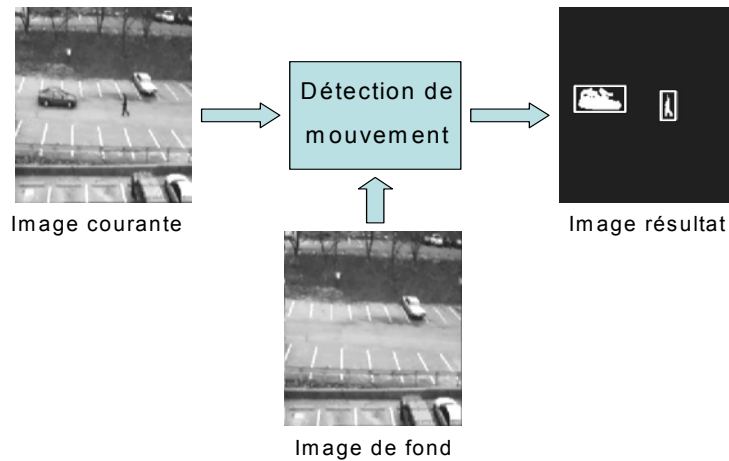 Détection de
mouvement
Image courante
Image résultat
Image de fond